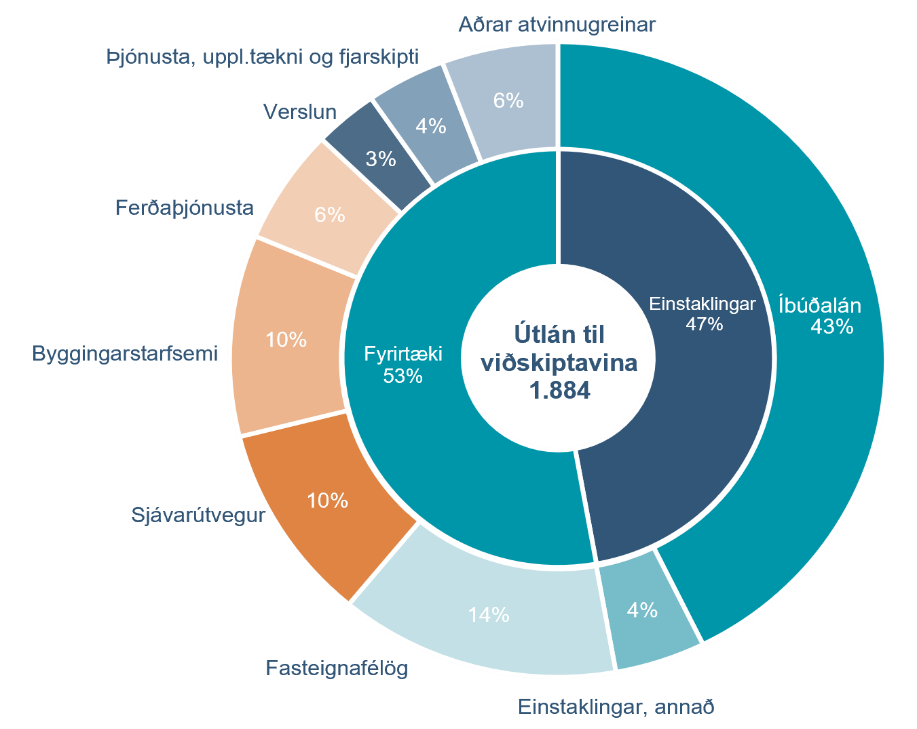 Aðrar atvinnugreinar
6%
Þjónusta, uppl.tækni og fjarskipti
4%
Verslun
3%
Ferðaþjónusta
6%
Byggingarstarfsemi
10%
Sjávarútvegur
10%
Fasteignafélög
14%
Einstaklingar, annað
4%
Íbúðalán
43%
Einstaklingar
47%
Fyrirtæki
53%
Útlán til
viðskiptavina
1.884